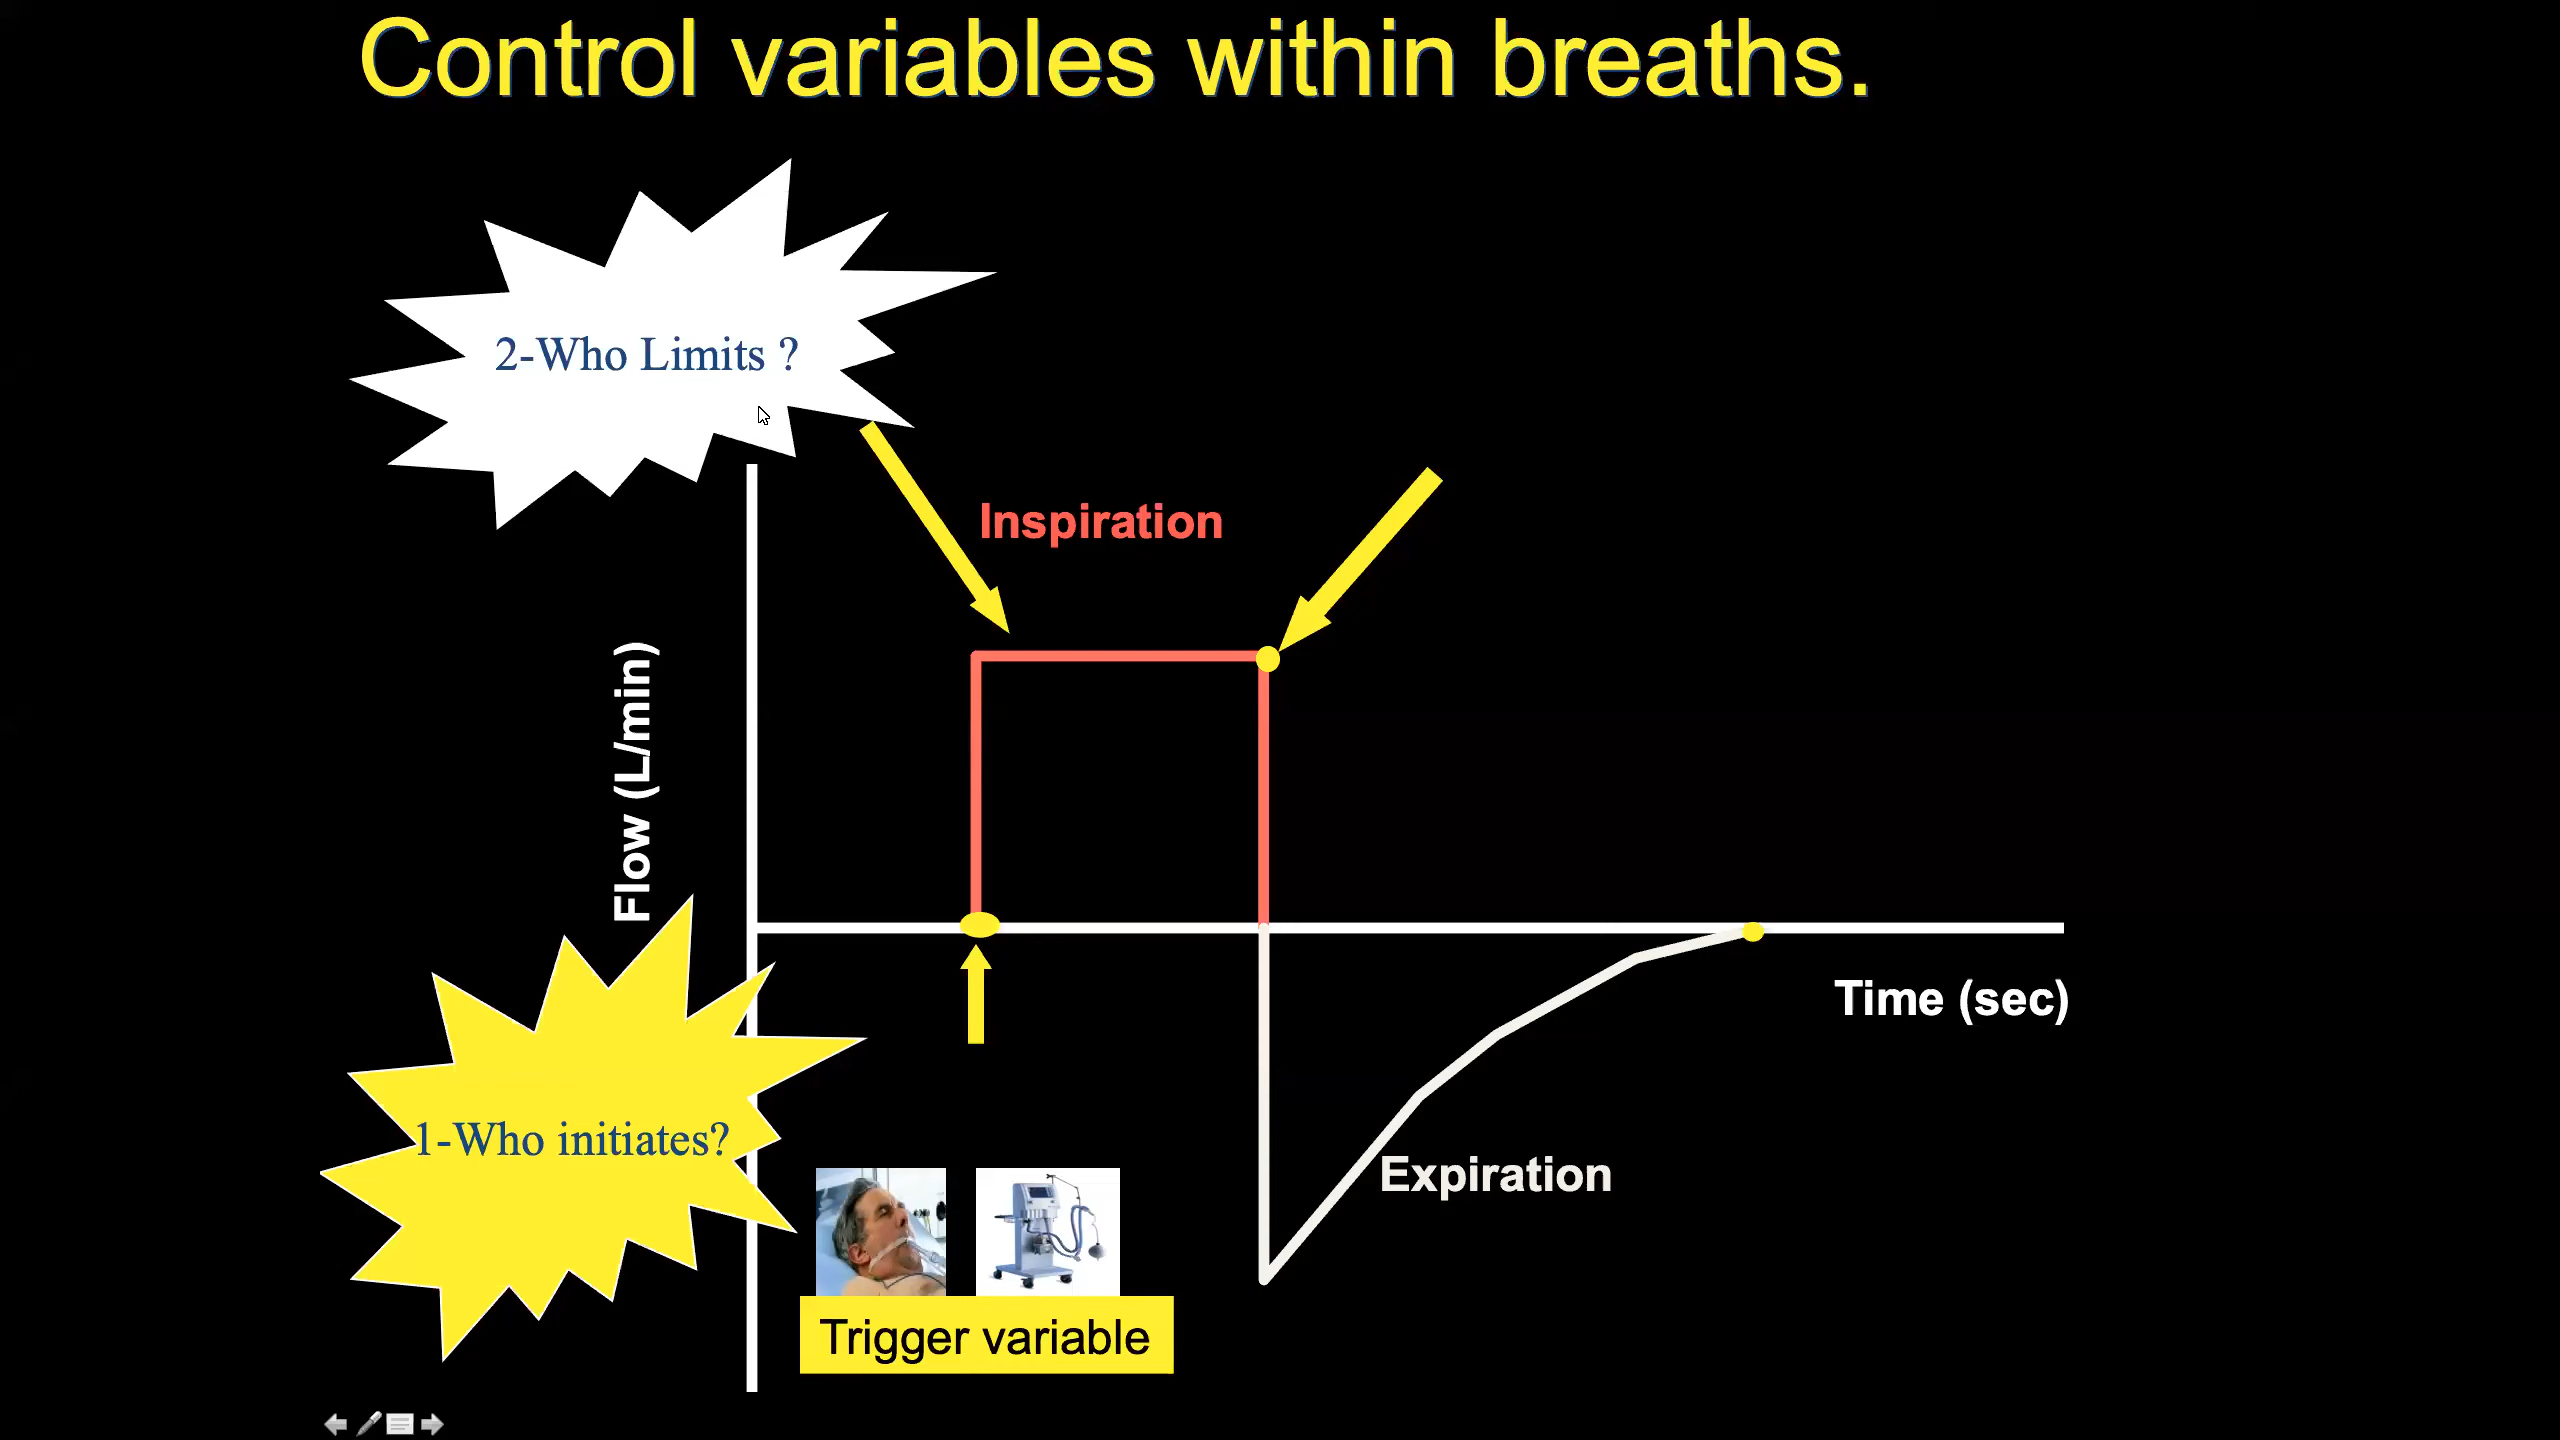 Control variables within breaths.
2-Who Limits ?
Inspiration
Flow (L/min)
Time (sec)
1-Who initiates?
Expiration
Trigger variable